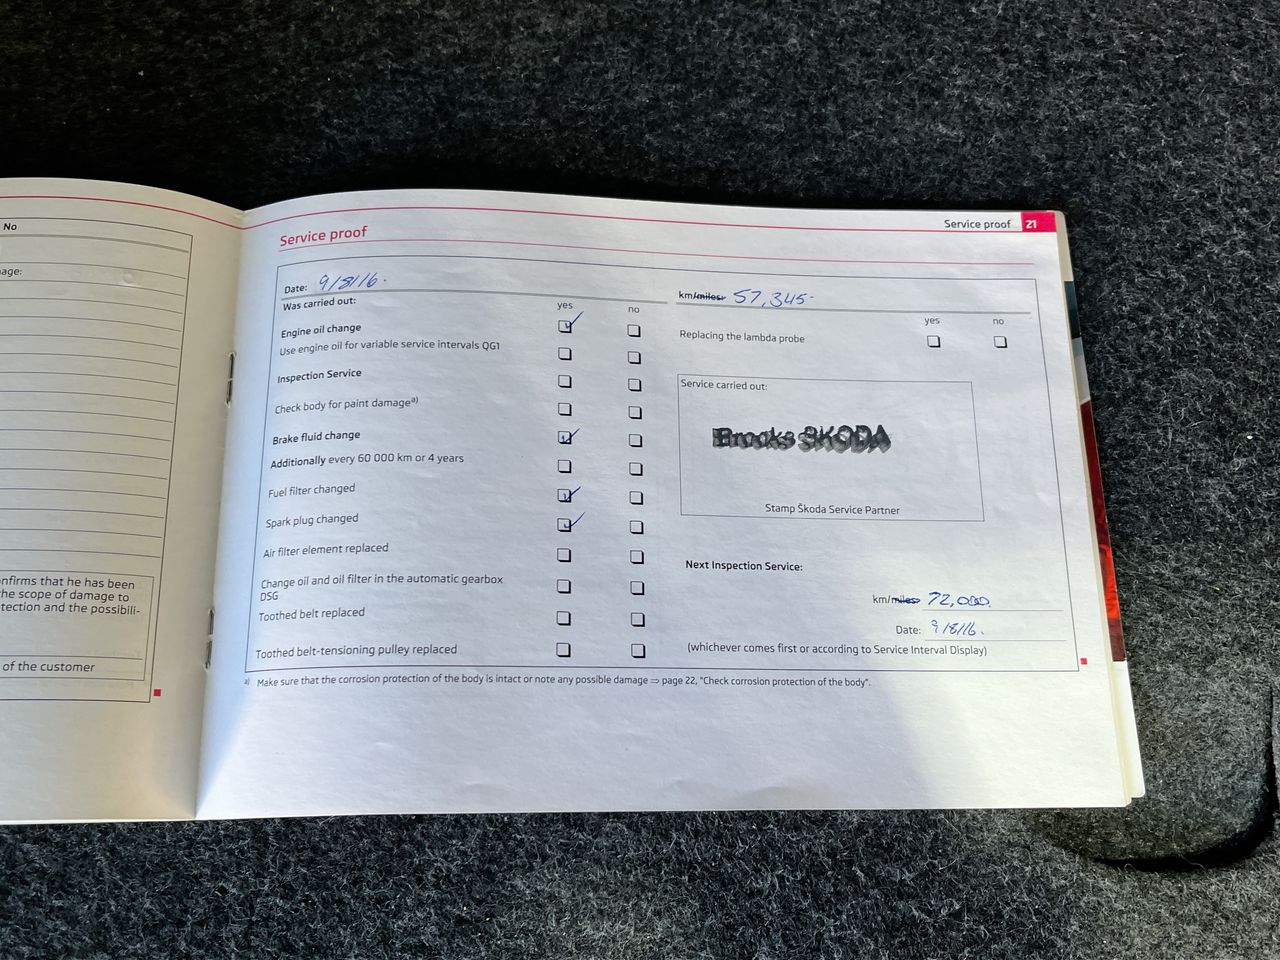 No
age:
nfirms that he has been
he scope of damage to
tection and the possibili-
of the customer
Service proof 21
Service proof
Date: 9/8/16.
km/miles: 57,345-
Was carried out:
yes no
yes no
Engine oil change
Replacing the lambda probe
Use engine oil for variable service intervals QG1
Inspection Service
Service carried out:
Check body for paint damage a)
Brake fluid change
Brooks SKODA
Additionally every 60 000 km or 4 years
Fuel filter changed
Stamp Škoda Service Partner
Spark plug changed
Air filter element replaced
Next Inspection Service:
Change oil and oil filter in the automatic gearbox
DSG
km/miles: 72,000.
Toothed belt replaced
Date: 9/8/16.
Toothed belt-tensioning pulley replaced
(whichever comes first or according to Service Interval Display)
a) Make sure that the corrosion protection of the body is intact or note any possible damage ⇒ page 22, "Check corrosion protection of the body".